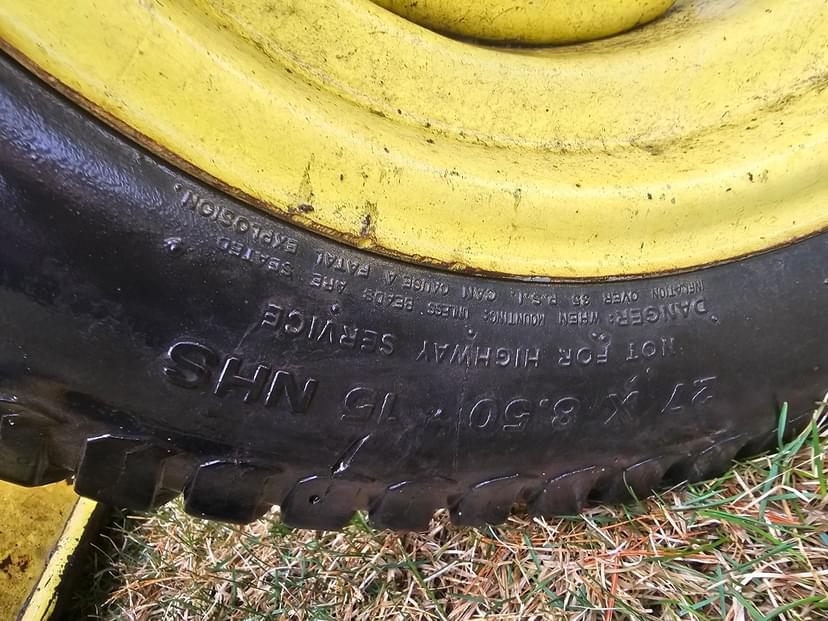 27 X 8.50 - 15 NHS
NOT FOR HIGHWAY SERVICE
DANGER: WHEN MOUNTING: UNLESS BEADS ARE SEATED
INFLATION OVER 35 P.S.I. CAN CAUSE A FATAL EXPLOSION.